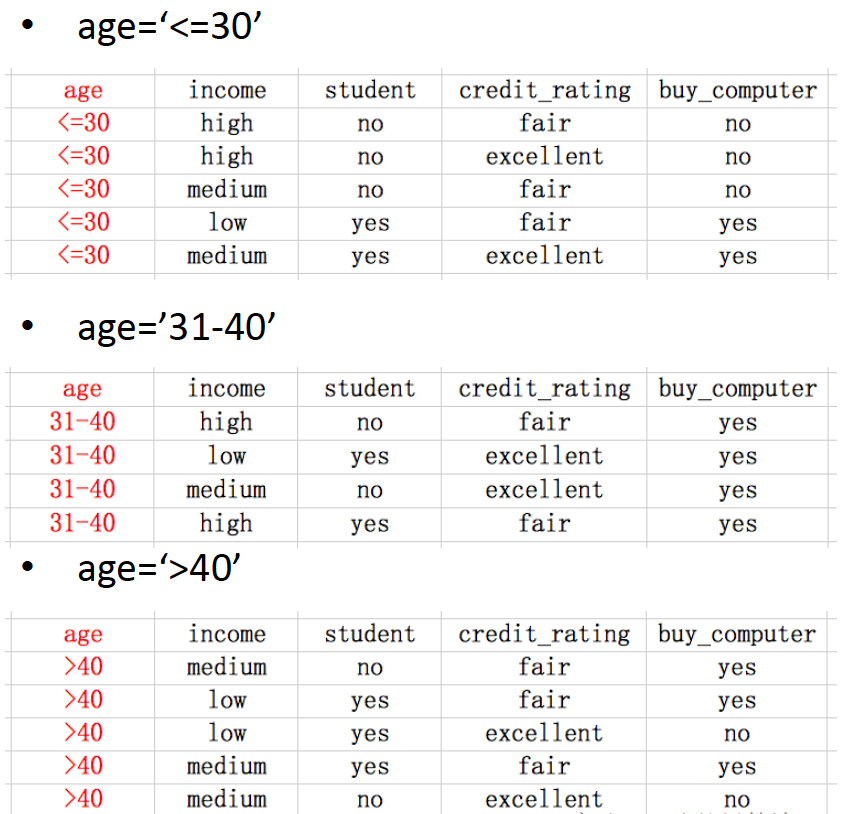 • age=‘<=30’
age income student credit_rating buy_computer
<=30 high no fair no
<=30 high no excellent no
<=30 medium no fair no
<=30 low yes fair yes
<=30 medium yes excellent yes
• age=’31-40’
age income student credit_rating buy_computer
31-40 high no fair yes
31-40 low yes excellent yes
31-40 medium no excellent yes
31-40 high yes fair yes
• age=‘>40’
age income student credit_rating buy_computer
>40 medium no fair yes
>40 low yes fair yes
>40 low yes excellent no
>40 medium yes fair yes
>40 medium no excellent no